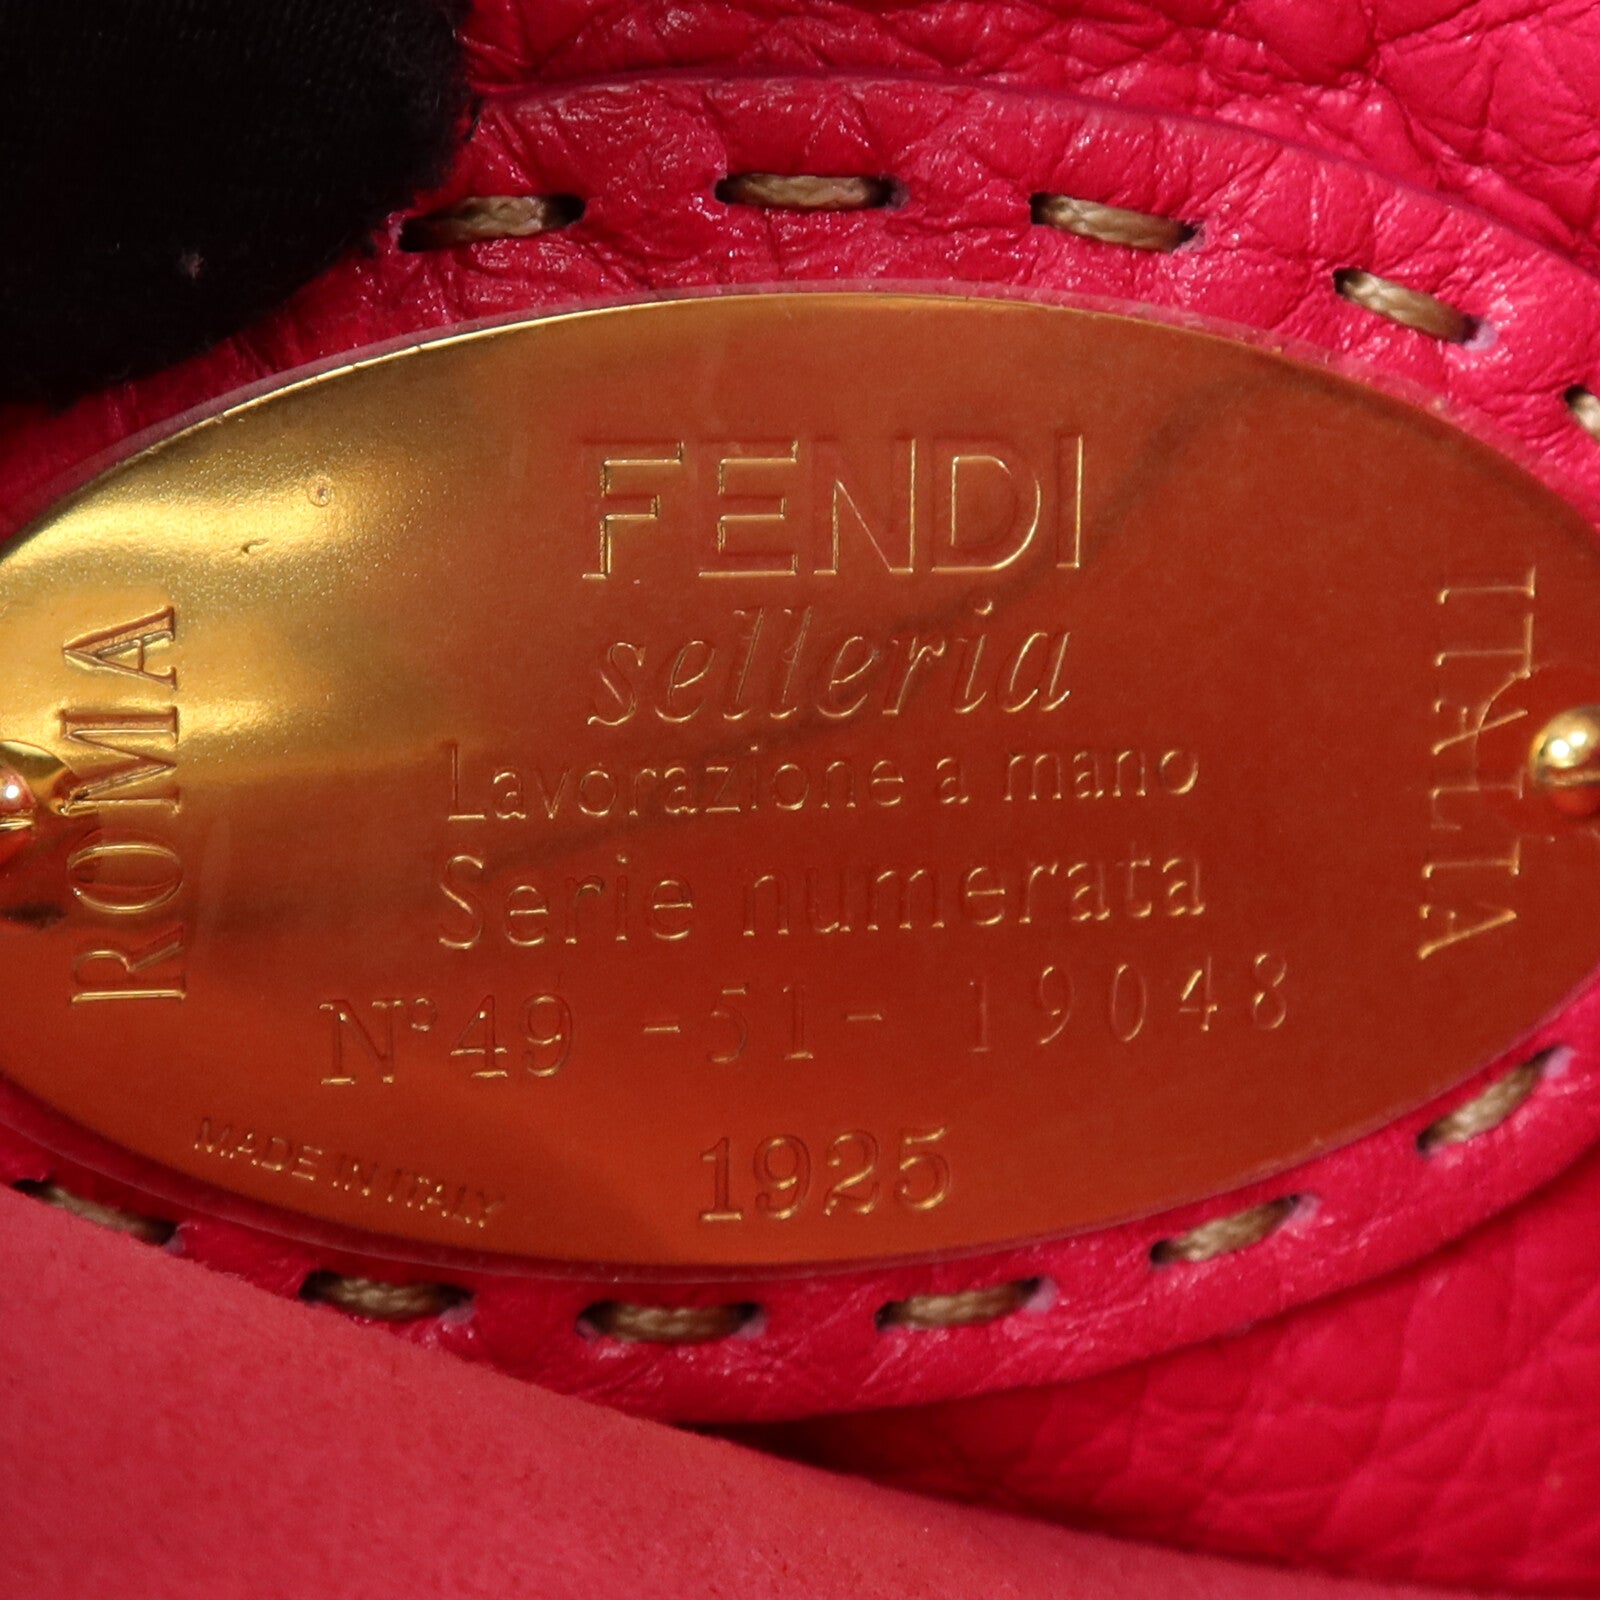 FENDI
selleria
Lavorazione a mano
Serie numerata
N° 49 - 51 - 19048
1925
MADE IN ITALY
ROMA
ITALIA